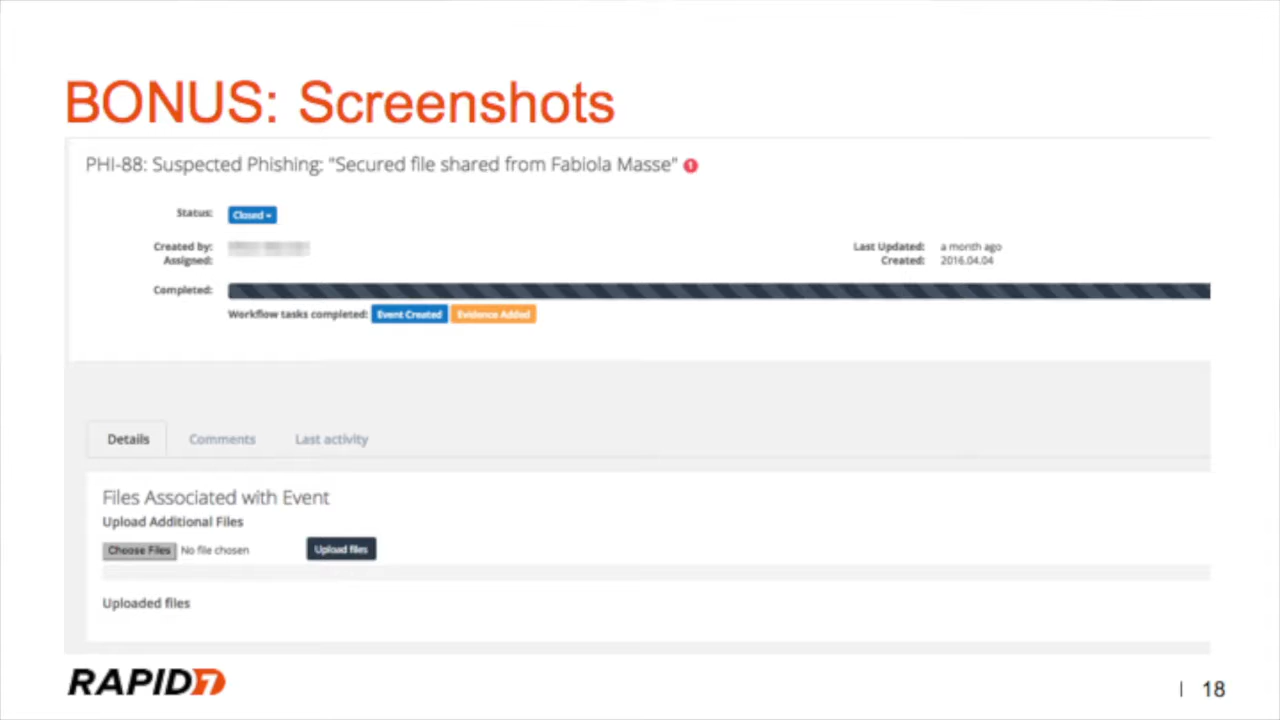 BONUS: Screenshots
PHI-88: Suspected Phishing: "Secured file shared from Fabiola Masse" 1
Status: Closed
Created by:
Assigned:
Last Updated: a month ago
Created: 2016.04.04
Completed:
Workflow tasks completed: Event Created Evidence Added
Details Comments Last activity
Files Associated with Event
Upload Additional Files
Choose Files No file chosen Upload files
Uploaded files
RAPID7
| 18